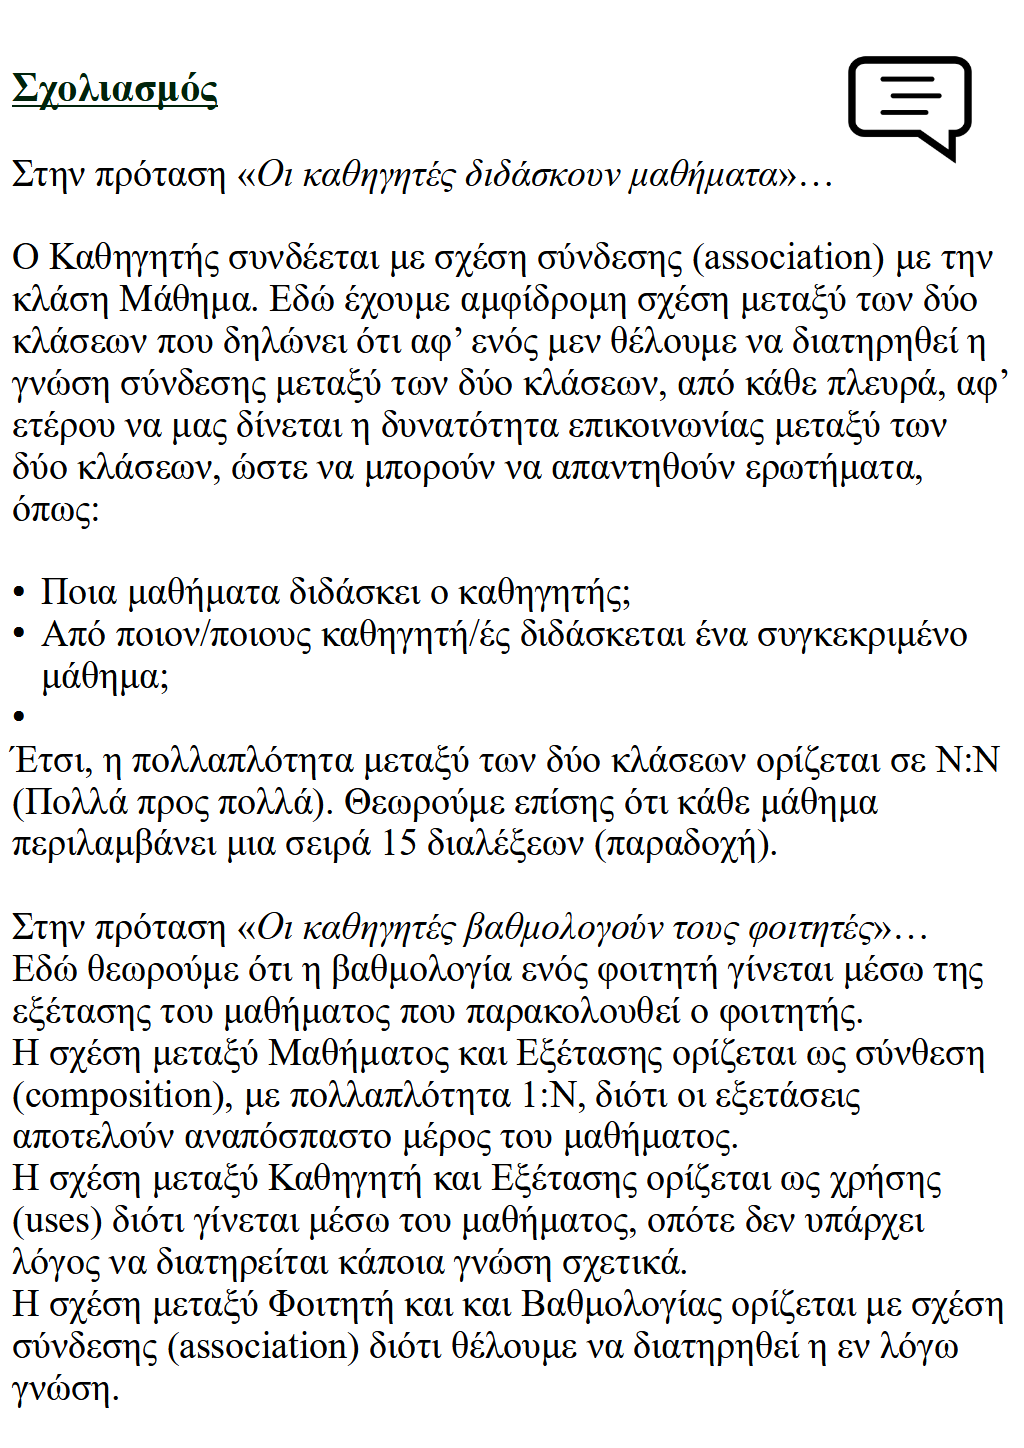 Σχολιασμός
Στην πρόταση «Οι καθηγητές διδάσκουν μαθήματα»…
Ο Καθηγητής συνδέεται με σχέση σύνδεσης (association) με την
κλάση Μάθημα. Εδώ έχουμε αμφίδρομη σχέση μεταξύ των δύο
κλάσεων που δηλώνει ότι αφ’ ενός μεν θέλουμε να διατηρηθεί η
γνώση σύνδεσης μεταξύ των δύο κλάσεων, από κάθε πλευρά, αφ’
ετέρου να μας δίνεται η δυνατότητα επικοινωνίας μεταξύ των
δύο κλάσεων, ώστε να μπορούν να απαντηθούν ερωτήματα,
όπως:
• Ποια μαθήματα διδάσκει ο καθηγητής;
• Από ποιον/ποιους καθηγητή/ές διδάσκεται ένα συγκεκριμένο
μάθημα;
•
Έτσι, η πολλαπλότητα μεταξύ των δύο κλάσεων ορίζεται σε Ν:Ν
(Πολλά προς πολλά). Θεωρούμε επίσης ότι κάθε μάθημα
περιλαμβάνει μια σειρά 15 διαλέξεων (παραδοχή).
Στην πρόταση «Οι καθηγητές βαθμολογούν τους φοιτητές»…
Εδώ θεωρούμε ότι η βαθμολογία ενός φοιτητή γίνεται μέσω της
εξέτασης του μαθήματος που παρακολουθεί ο φοιτητής.
Η σχέση μεταξύ Μαθήματος και Εξέτασης ορίζεται ως σύνθεση
(composition), με πολλαπλότητα 1:Ν, διότι οι εξετάσεις
αποτελούν αναπόσπαστο μέρος του μαθήματος.
Η σχέση μεταξύ Καθηγητή και Εξέτασης ορίζεται ως χρήσης
(uses) διότι γίνεται μέσω του μαθήματος, οπότε δεν υπάρχει
λόγος να διατηρείται κάποια γνώση σχετικά.
Η σχέση μεταξύ Φοιτητή και και Βαθμολογίας ορίζεται με σχέση
σύνδεσης (association) διότι θέλουμε να διατηρηθεί η εν λόγω
γνώση.